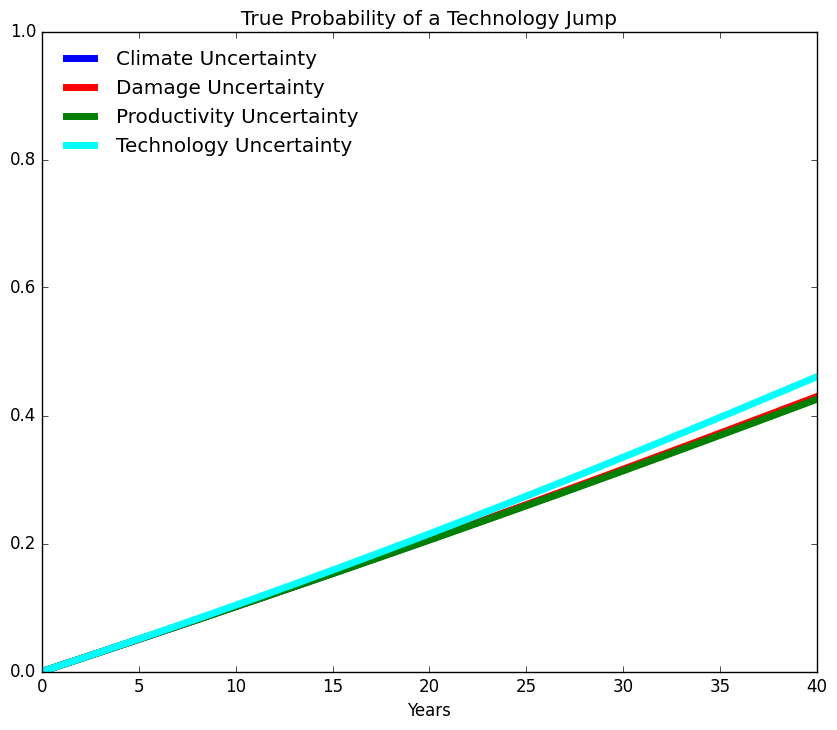 True Probability of a Technology Jump
1.0
Climate Uncertainty
Damage Uncertainty
Productivity Uncertainty
Technology Uncertainty
0.8
0.6
0.4
0.2
0.0
0 5 10 15 20 25 30 35 40
Years